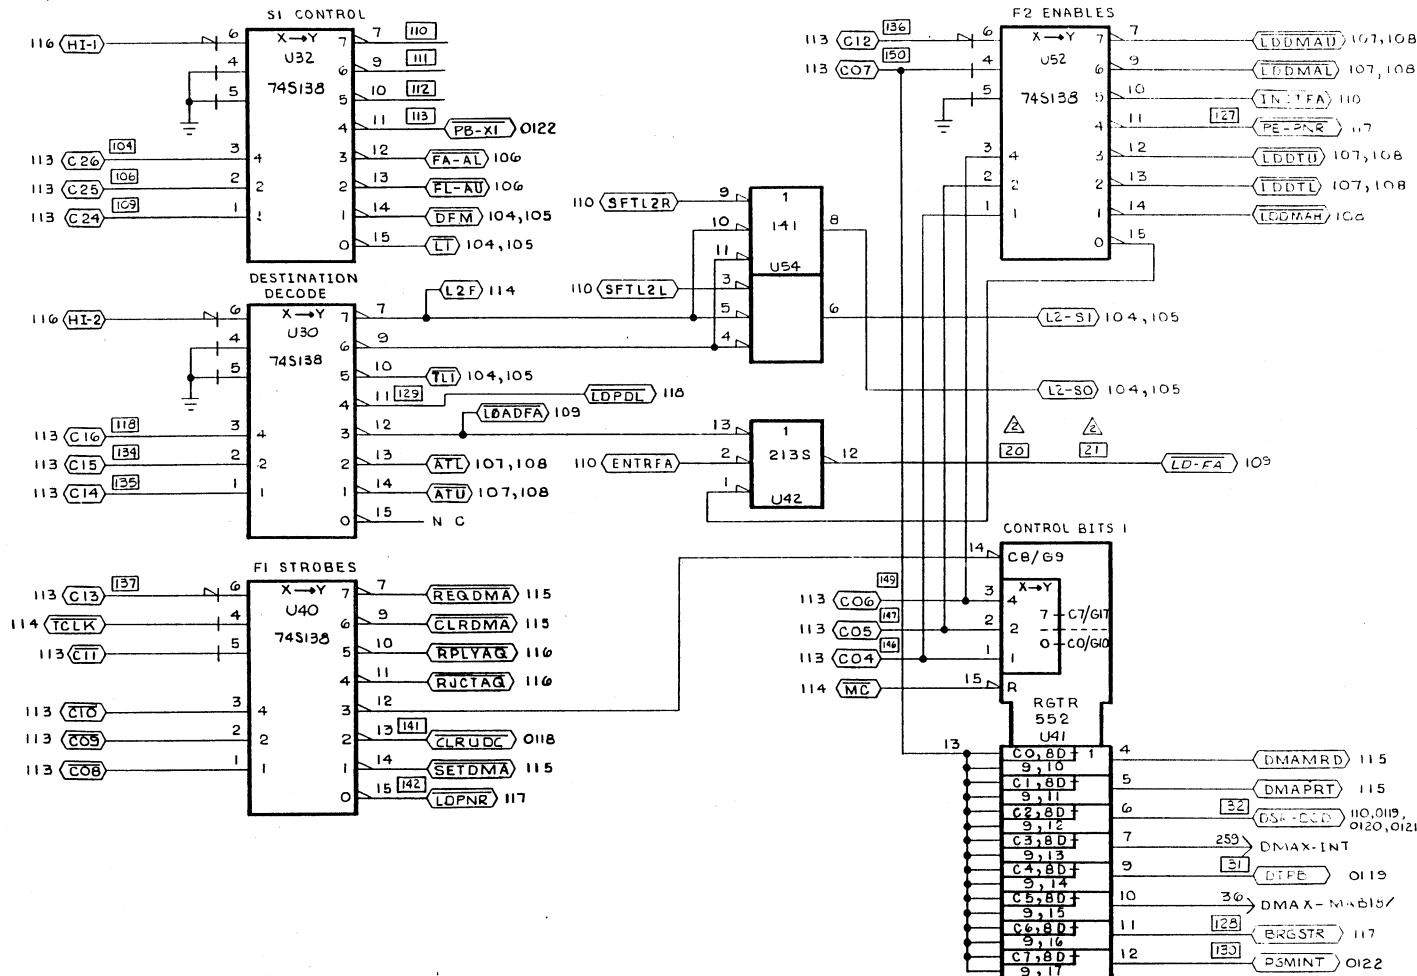 S1 CONTROL
116 HI-1
6 4 5 3 2 1
X→Y
U32
74S138
113 C26 104
113 C25 106
113 C24 109
4 2 1
7 7 110
6 9 111
5 10 112
4 11 113 PB-XI 0122
3 12 FA-AL 106
2 13 FL-AU 106
1 14 DFM 104,105
0 15 LI 104,105
DESTINATION
DECODE
116 HI-2
6 4 5 3 2 1
X→Y
U30
74S138
113 C16 118
113 C15 134
113 C14 135
4 2 1
7 7 L2F 114
6 9
5 10 TLI 104,105
4 11 129 LDPDL 118
3 12 LOADFA 109
2 13 ATL 107,108
1 14 ATU 107,108
0 15 N C
F1 STROBES
113 C13 137
114 TCLK
113 C11
113 C10
113 C09
113 C08
6 4 5 3 2 1
X→Y
U40
74S138
4 2 1
7 7 REQDMA 115
6 9 CLRDMA 115
5 10 RPLYAQ 116
4 11 RJCTAQ 116
3 12
2 13 141 CLRUDC 0118
1 14 SETDMA 115
0 15 142 LDPNR 117
110 SFTL2R
9 10 11
1
141
U54
8
110 SFTL2L
3 5 4
6
L2-S1 104,105
L2-S0 104,105
110 ENTRFA
13 2 1
1
213S
U42
12
2 20
2 21
LD-FA 109
F2 ENABLES
113 C12 136
113 C07 150
6 4 5 3 2 1
X→Y
U52
74S138
4 2 1
7 7 LDDMAU 107,108
6 9 LDDMAL 107,108
5 10 INITFA 110
4 11 127 PE-PNR 117
3 12 LDDTU 107,108
2 13 LDDTL 107,108
1 14 LDDMAH 108
0 15
CONTROL BITS 1
14 C8/G9
X→Y
113 C06 149 3 4
113 C05 147 2 2
113 C04 146 1 1
7 C7/G17
0 C0/G10
114 MC 15 R
RGTR
552
U41
13 C0,8D 1 4 DMAMRD 115
9,10
C1,8D 5 DMAPRT 115
9,11
C2,8D 6 32 110,0119,
9,12 0120,0121
C3,8D 7 259 DMAX-INT
9,13
C4,8D 9 31 DTPB 0119
9,14
C5,8D 10 36 DMAX-
9,15
C6,8D 11 128 BRGSTR 117
9,16
C7,8D 12 130 PSMINT 0122
9,17